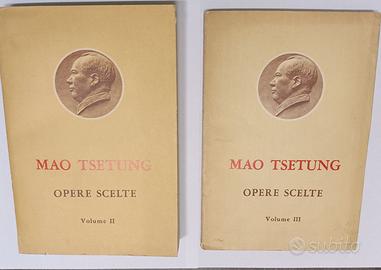 MAO TSETUNG
OPERE SCELTE
Volume II
MAO TSETUNG
OPERE SCELTE
Volume III
subito